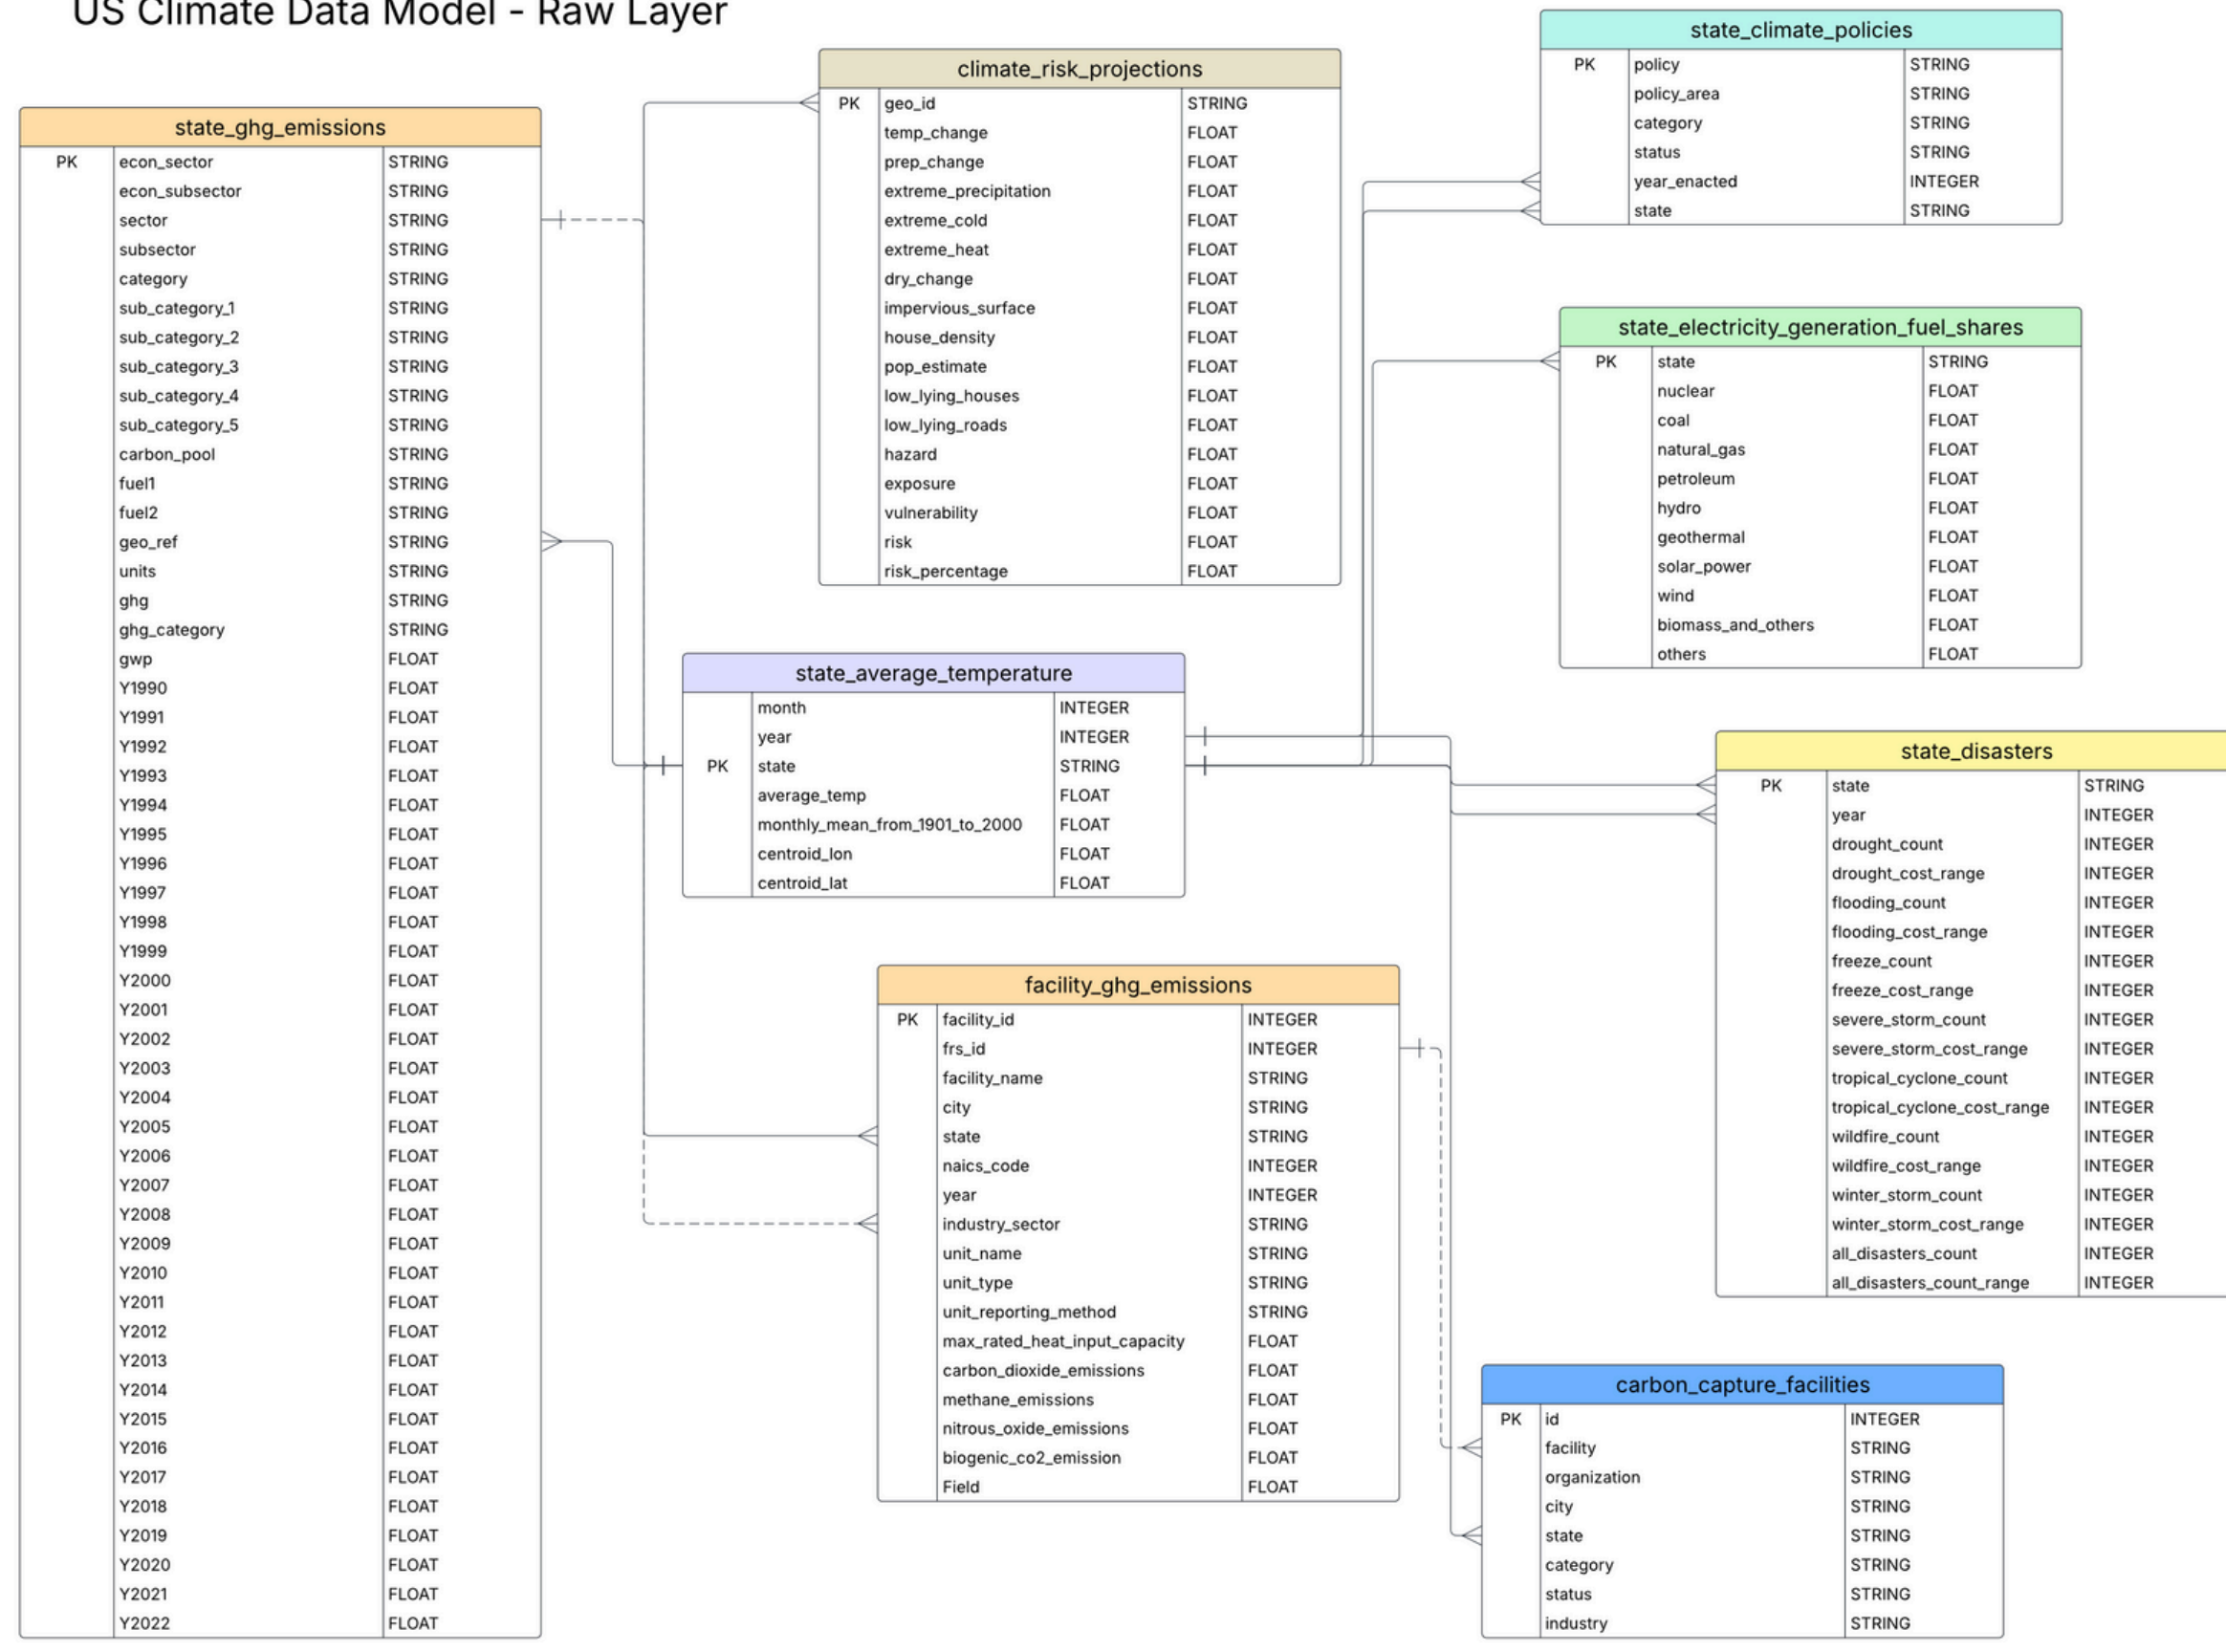 US Climate Data Model - Raw Layer
state_ghg_emissions
PK econ_sector STRING
econ_subsector STRING
sector STRING
subsector STRING
category STRING
sub_category_1 STRING
sub_category_2 STRING
sub_category_3 STRING
sub_category_4 STRING
sub_category_5 STRING
carbon_pool STRING
fuel1 STRING
fuel2 STRING
geo_ref STRING
units STRING
ghg STRING
ghg_category STRING
gwp FLOAT
Y1990 FLOAT
Y1991 FLOAT
Y1992 FLOAT
Y1993 FLOAT
Y1994 FLOAT
Y1995 FLOAT
Y1996 FLOAT
Y1997 FLOAT
Y1998 FLOAT
Y1999 FLOAT
Y2000 FLOAT
Y2001 FLOAT
Y2002 FLOAT
Y2003 FLOAT
Y2004 FLOAT
Y2005 FLOAT
Y2006 FLOAT
Y2007 FLOAT
Y2008 FLOAT
Y2009 FLOAT
Y2010 FLOAT
Y2011 FLOAT
Y2012 FLOAT
Y2013 FLOAT
Y2014 FLOAT
Y2015 FLOAT
Y2016 FLOAT
Y2017 FLOAT
Y2018 FLOAT
Y2019 FLOAT
Y2020 FLOAT
Y2021 FLOAT
Y2022 FLOAT
climate_risk_projections
PK geo_id STRING
temp_change FLOAT
prep_change FLOAT
extreme_precipitation FLOAT
extreme_cold FLOAT
extreme_heat FLOAT
dry_change FLOAT
impervious_surface FLOAT
house_density FLOAT
pop_estimate FLOAT
low_lying_houses FLOAT
low_lying_roads FLOAT
hazard FLOAT
exposure FLOAT
vulnerability FLOAT
risk FLOAT
risk_percentage FLOAT
state_average_temperature
month INTEGER
year INTEGER
PK state STRING
average_temp FLOAT
monthly_mean_from_1901_to_2000 FLOAT
centroid_lon FLOAT
centroid_lat FLOAT
facility_ghg_emissions
PK facility_id INTEGER
frs_id INTEGER
facility_name STRING
city STRING
state STRING
naics_code INTEGER
year INTEGER
industry_sector STRING
unit_name STRING
unit_type STRING
unit_reporting_method STRING
max_rated_heat_input_capacity FLOAT
carbon_dioxide_emissions FLOAT
methane_emissions FLOAT
nitrous_oxide_emissions FLOAT
biogenic_co2_emission FLOAT
Field FLOAT
state_climate_policies
PK policy STRING
policy_area STRING
category STRING
status STRING
year_enacted INTEGER
state STRING
state_electricity_generation_fuel_shares
PK state STRING
nuclear FLOAT
coal FLOAT
natural_gas FLOAT
petroleum FLOAT
hydro FLOAT
geothermal FLOAT
solar_power FLOAT
wind FLOAT
biomass_and_others FLOAT
others FLOAT
state_disasters
PK state STRING
year INTEGER
drought_count INTEGER
drought_cost_range INTEGER
flooding_count INTEGER
flooding_cost_range INTEGER
freeze_count INTEGER
freeze_cost_range INTEGER
severe_storm_count INTEGER
severe_storm_cost_range INTEGER
tropical_cyclone_count INTEGER
tropical_cyclone_cost_range INTEGER
wildfire_count INTEGER
wildfire_cost_range INTEGER
winter_storm_count INTEGER
winter_storm_cost_range INTEGER
all_disasters_count INTEGER
all_disasters_count_range INTEGER
carbon_capture_facilities
PK id INTEGER
facility STRING
organization STRING
city STRING
state STRING
category STRING
status STRING
industry STRING